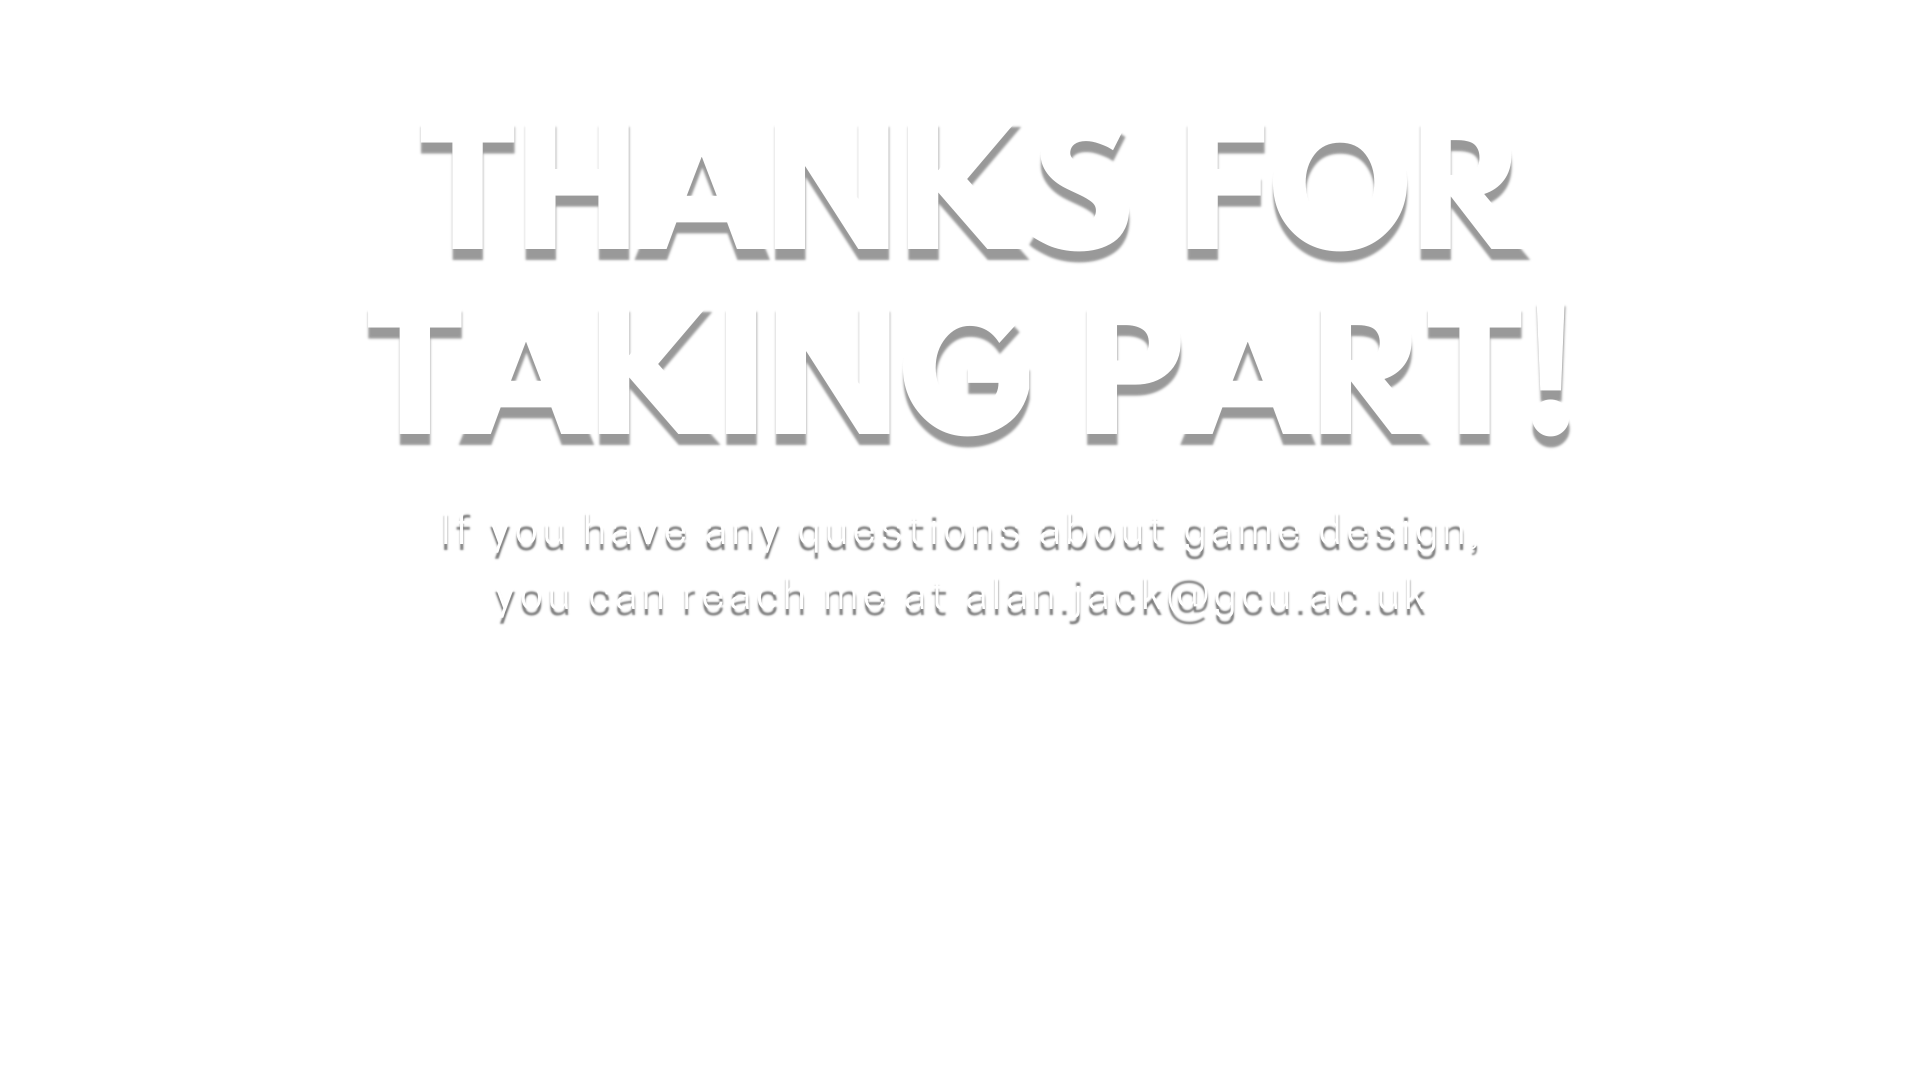 THANKS FOR
TAKING PART!
If you have any questions about game design,
you can reach me at alan.jack@gcu.ac.uk